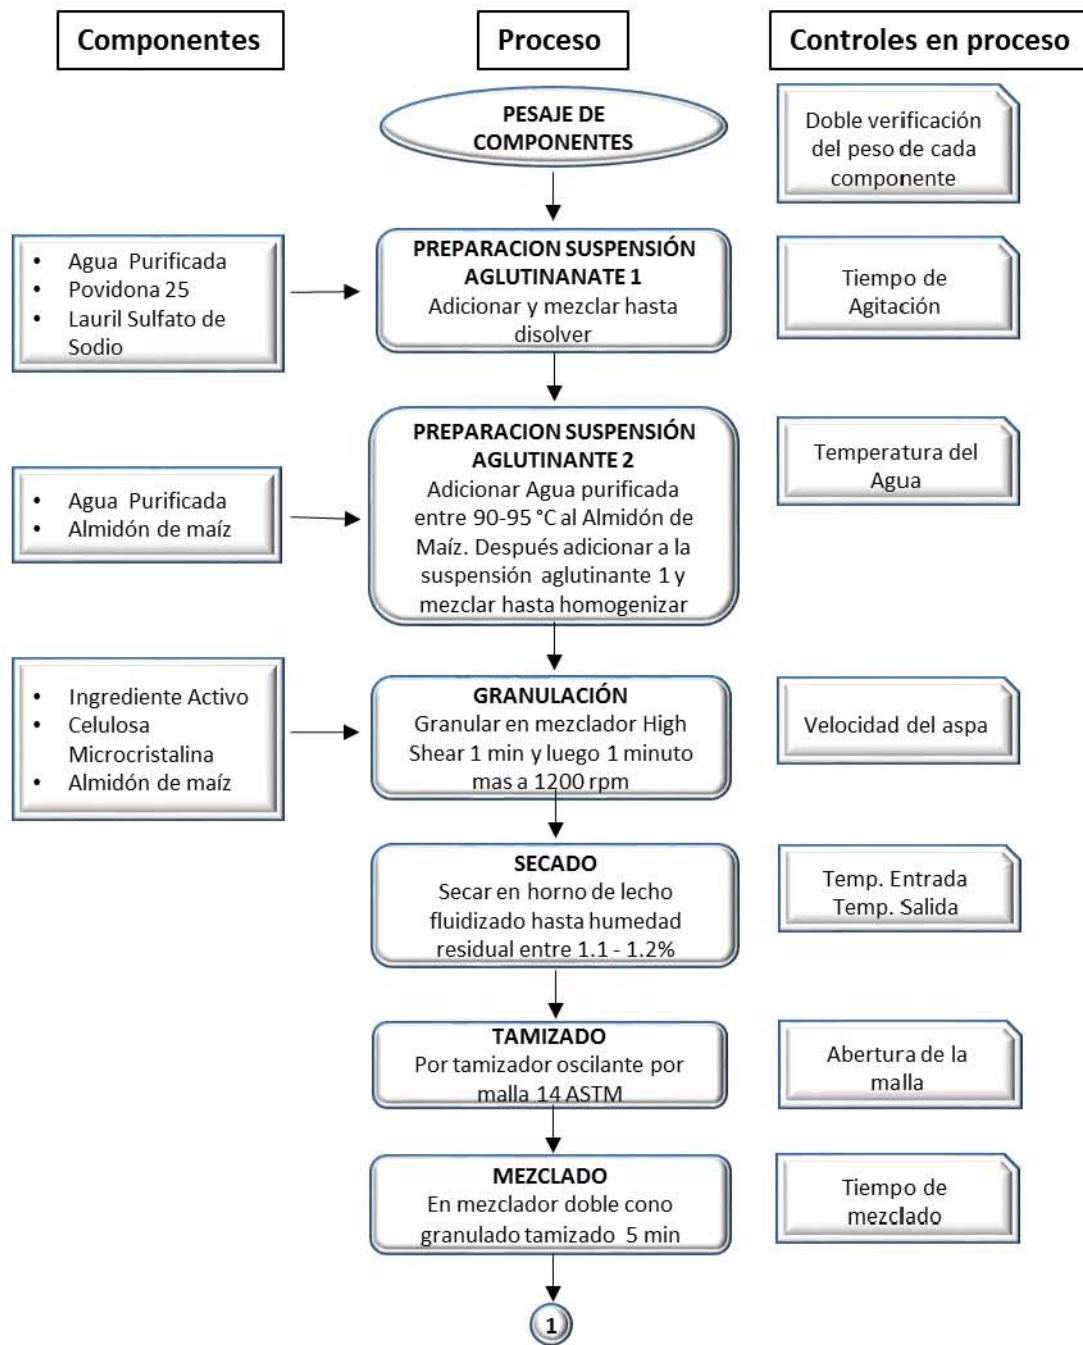 Componentes
Proceso
Controles en proceso
PESAJE DE
COMPONENTES
Doble verificación
del peso de cada
componente
• Agua Purificada
• Povidona 25
• Lauril Sulfato de
Sodio
PREPARACION SUSPENSIÓN
AGLUTINANATE 1
Adicionar y mezclar hasta
disolver
Tiempo de
Agitación
• Agua Purificada
• Almidón de maíz
PREPARACION SUSPENSIÓN
AGLUTINANTE 2
Adicionar Agua purificada
entre 90-95 °C al Almidón de
Maíz. Después adicionar a la
suspensión aglutinante 1 y
mezclar hasta homogenizar
Temperatura del
Agua
• Ingrediente Activo
• Celulosa
Microcristalina
• Almidón de maíz
GRANULACIÓN
Granular en mezclador High
Shear 1 min y luego 1 minuto
mas a 1200 rpm
Velocidad del aspa
SECADO
Secar en horno de lecho
fluidizado hasta humedad
residual entre 1.1 - 1.2%
Temp. Entrada
Temp. Salida
TAMIZADO
Por tamizador oscilante por
malla 14 ASTM
Abertura de la
malla
MEZCLADO
En mezclador doble cono
granulado tamizado 5 min
Tiempo de
mezclado
1